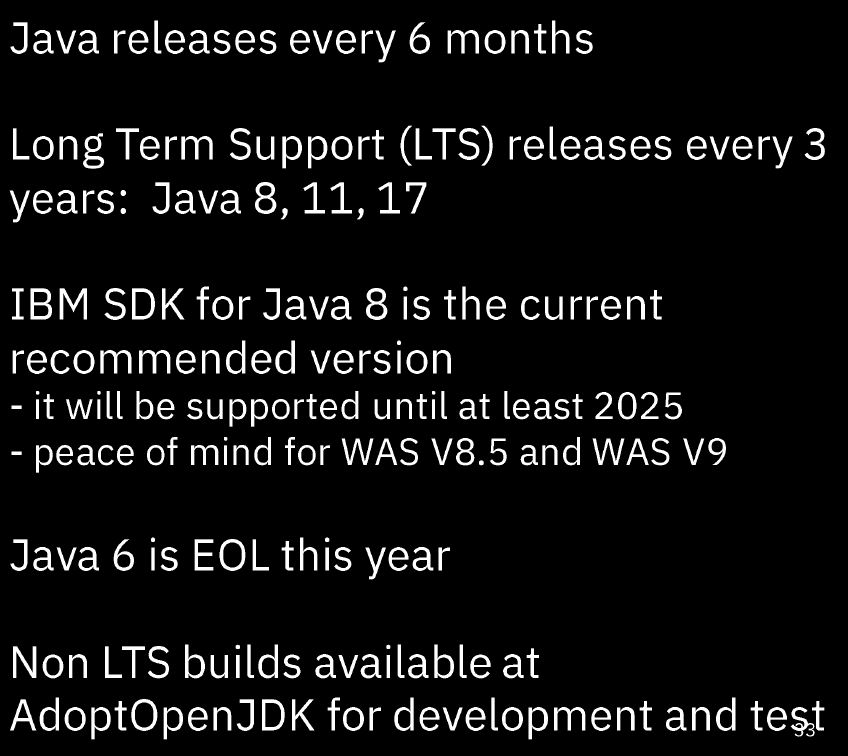 Java releases every 6 months
Long Term Support (LTS) releases every 3
years:  Java 8, 11, 17
IBM SDK for Java 8 is the current
recommended version
- it will be supported until at least 2025
- peace of mind for WAS V8.5 and WAS V9
Java 6 is EOL this year
Non LTS builds available at
AdoptOpenJDK for development and test
33